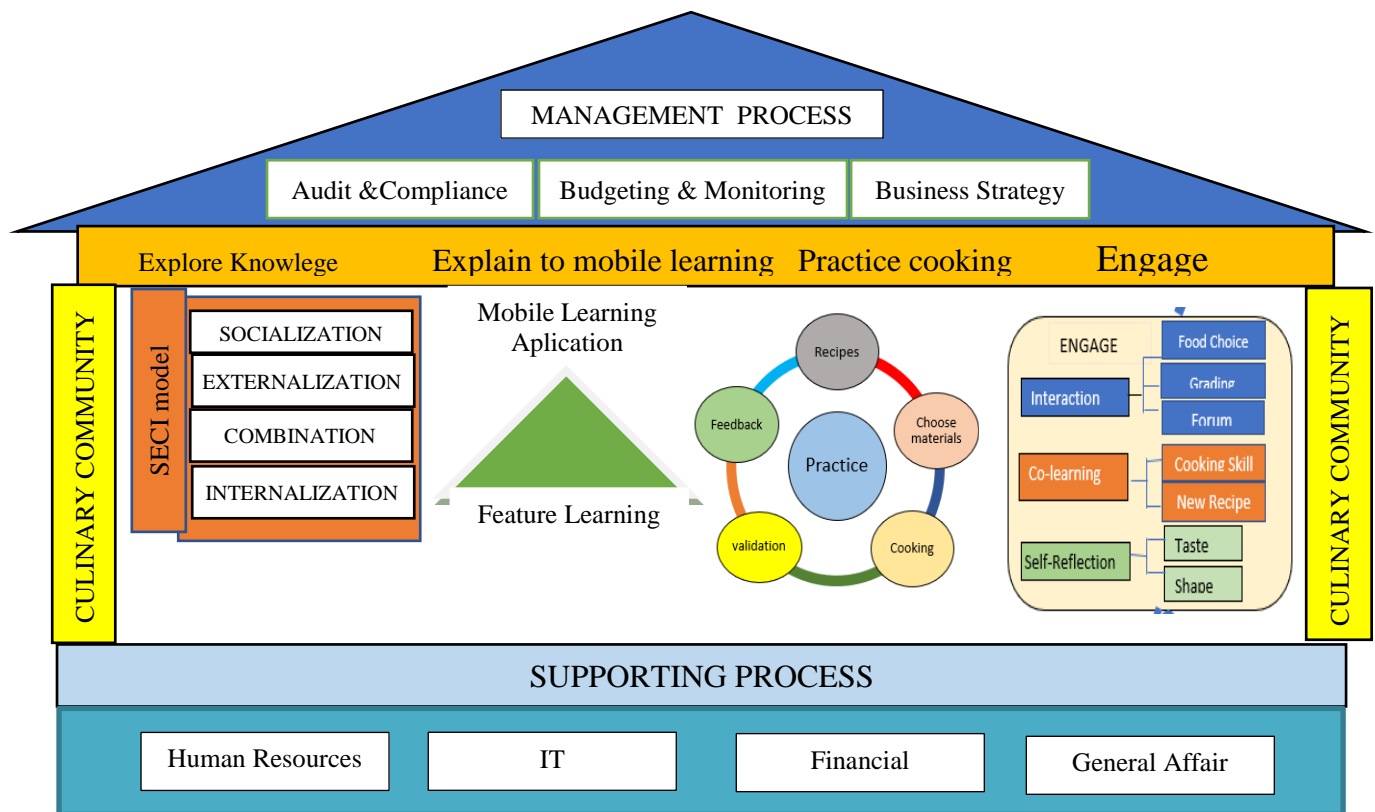 MANAGEMENT PROCESS
Audit &Compliance
Budgeting & Monitoring
Business Strategy
Explore Knowlege
Explain to mobile learning
Practice cooking
Engage
CULINARY COMMUNITY
SECI model
SOCIALIZATION
EXTERNALIZATION
COMBINATION
INTERNALIZATION
Mobile Learning
Aplication
Feature Learning
Recipes
Choose
materials
Cooking
validation
Feedback
Practice
ENGAGE
Interaction
Food Choice
Grading
Forum
Co-learning
Cooking Skill
New Recipe
Self-Reflection
Taste
Shape
CULINARY COMMUNITY
SUPPORTING PROCESS
Human Resources
IT
Financial
General Affair